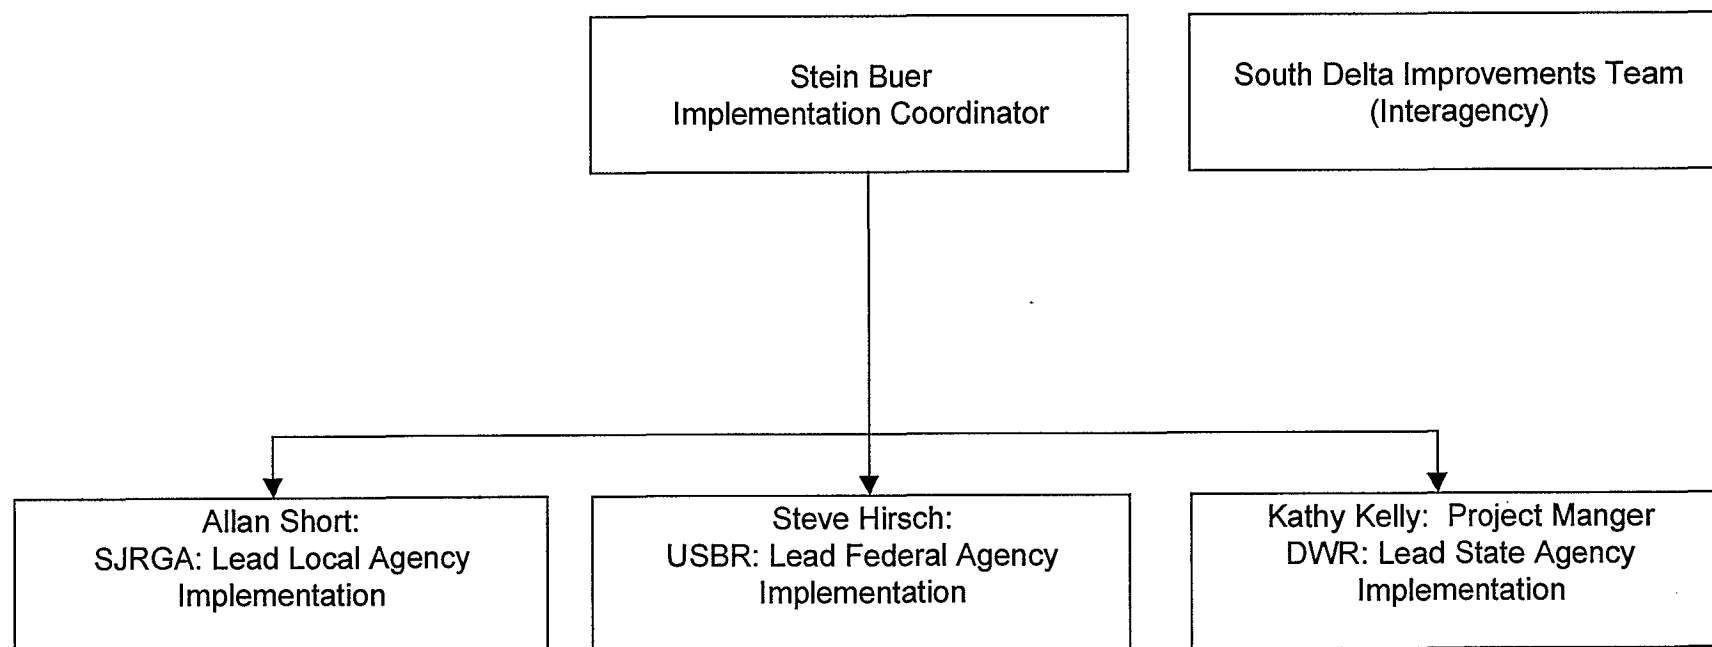 Stein Buer
Implementation Coordinator
South Delta Improvements Team
(Interagency)
Allan Short:
SJRGA: Lead Local Agency
Implementation
Steve Hirsch:
USBR: Lead Federal Agency
Implementation
Kathy Kelly: Project Manger
DWR: Lead State Agency
Implementation